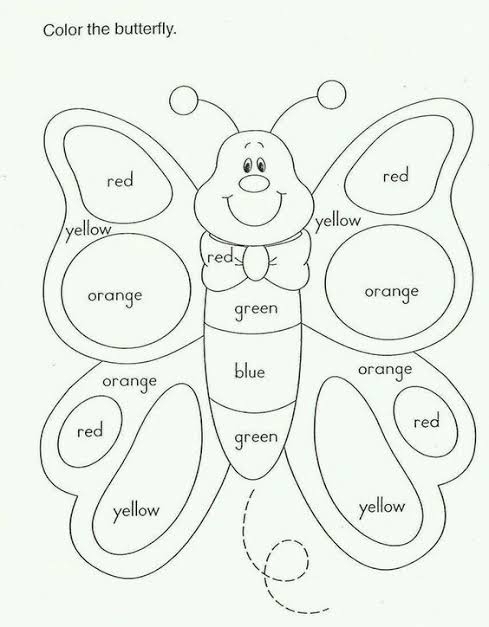 Color the butterfly.
red
red
yellow
yellow
red
orange
orange
green
blue
orange
orange
red
red
green
yellow
yellow